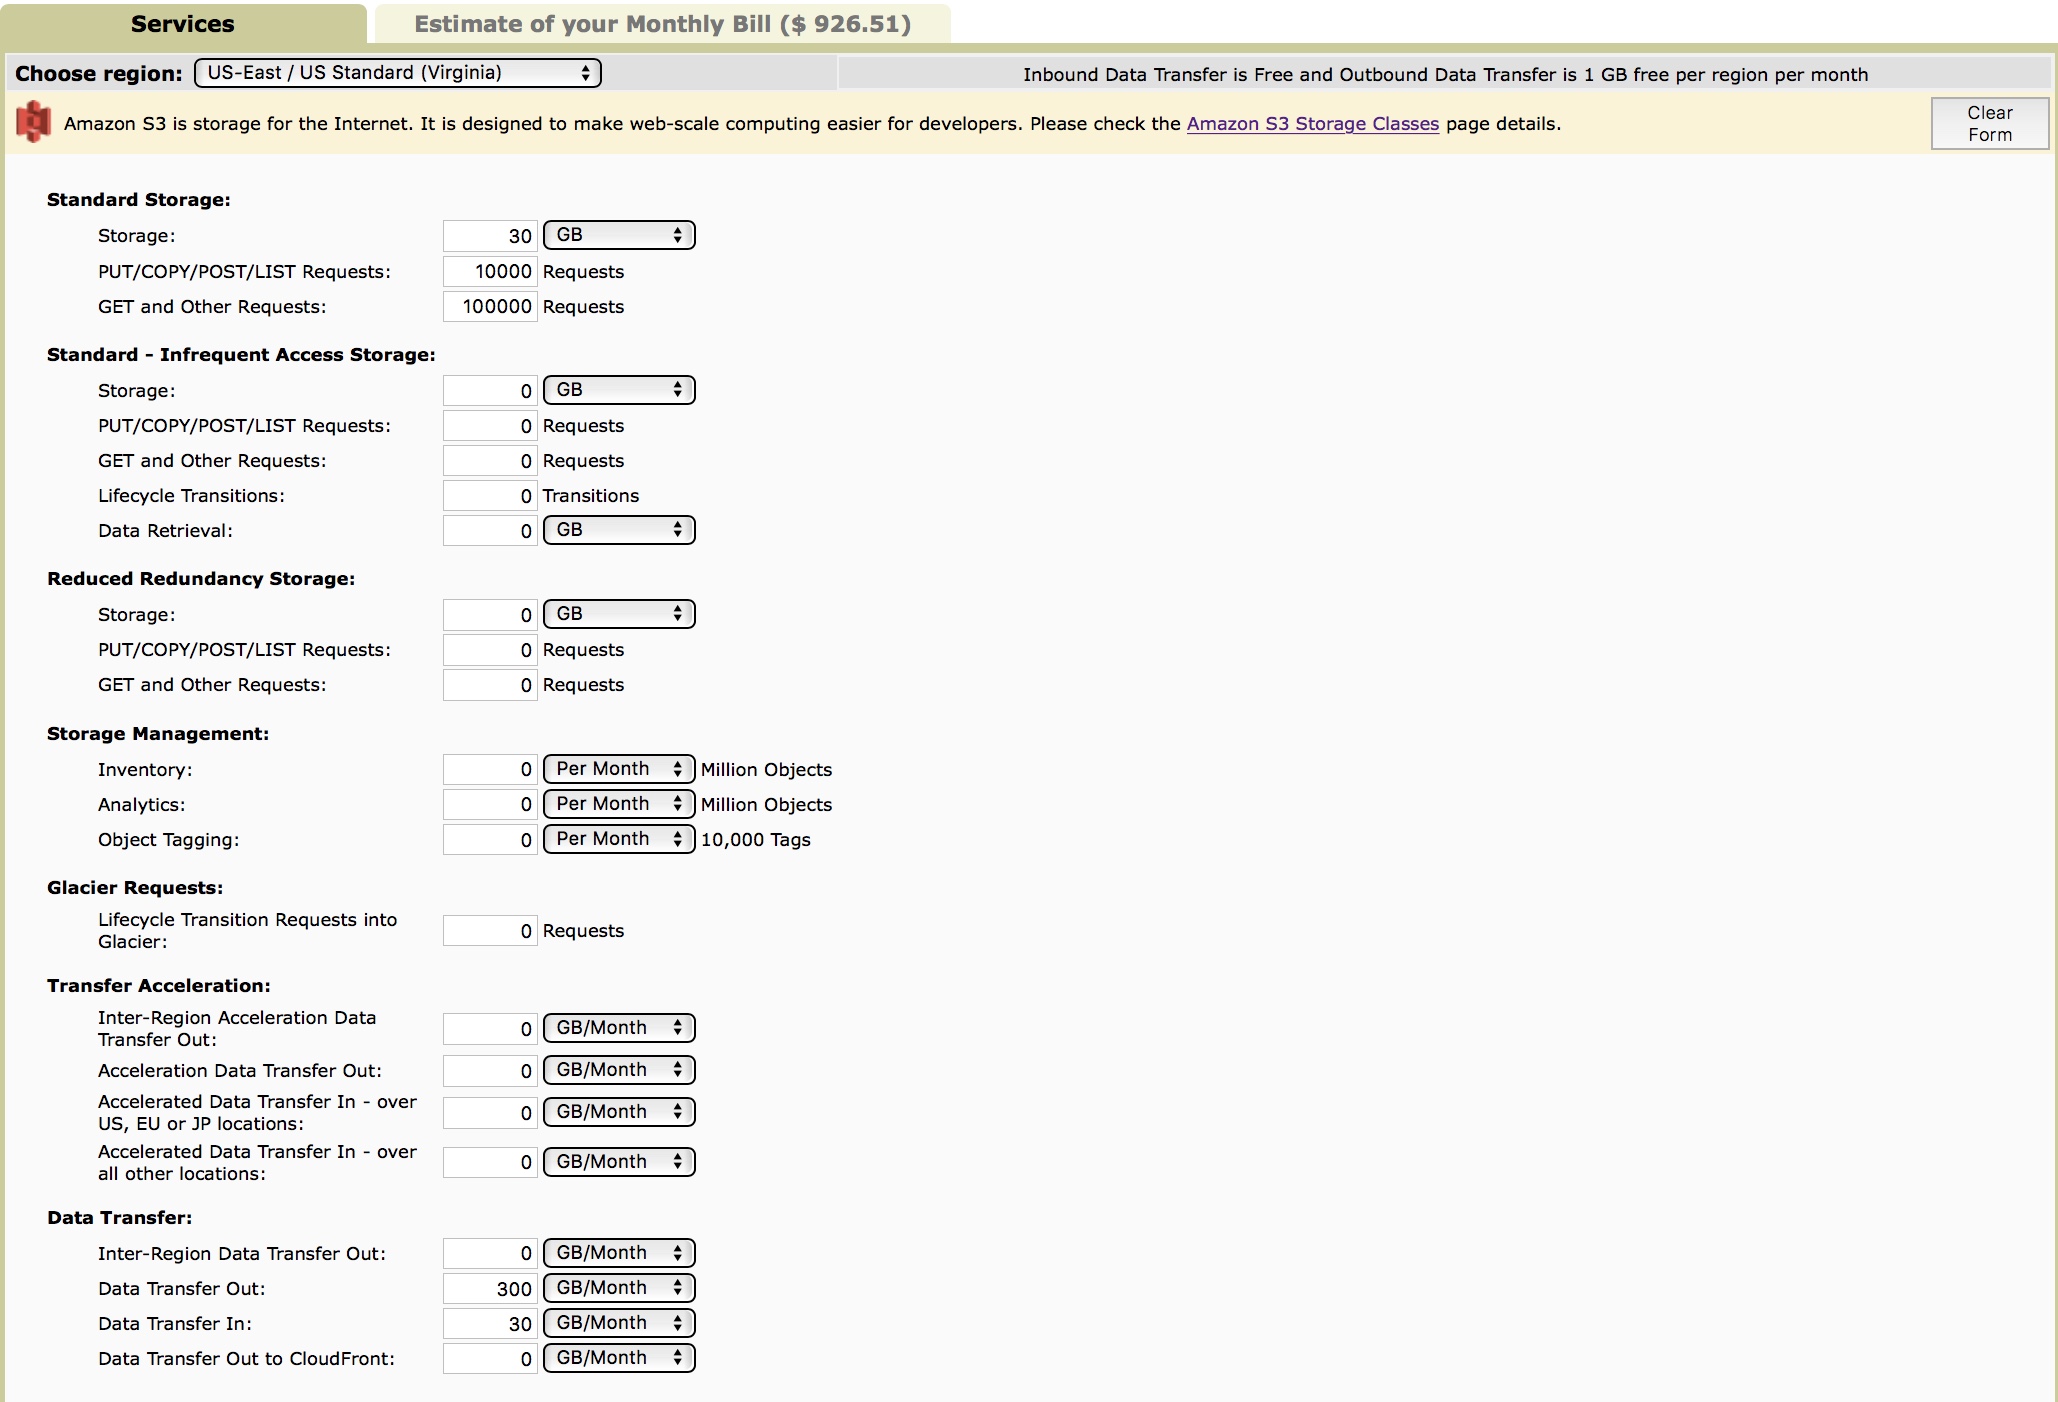 Services
Estimate of your Monthly Bill ($ 926.51)
Choose region: US-East / US Standard (Virginia)
Inbound Data Transfer is Free and Outbound Data Transfer is 1 GB free per region per month
Amazon S3 is storage for the Internet. It is designed to make web-scale computing easier for developers. Please check the Amazon S3 Storage Classes page details.
Clear
Form
Standard Storage:
Storage: 30 GB
PUT/COPY/POST/LIST Requests: 10000 Requests
GET and Other Requests: 100000 Requests
Standard - Infrequent Access Storage:
Storage: 0 GB
PUT/COPY/POST/LIST Requests: 0 Requests
GET and Other Requests: 0 Requests
Lifecycle Transitions: 0 Transitions
Data Retrieval: 0 GB
Reduced Redundancy Storage:
Storage: 0 GB
PUT/COPY/POST/LIST Requests: 0 Requests
GET and Other Requests: 0 Requests
Storage Management:
Inventory: 0 Per Month Million Objects
Analytics: 0 Per Month Million Objects
Object Tagging: 0 Per Month 10,000 Tags
Glacier Requests:
Lifecycle Transition Requests into
Glacier: 0 Requests
Transfer Acceleration:
Inter-Region Acceleration Data
Transfer Out: 0 GB/Month
Acceleration Data Transfer Out: 0 GB/Month
Accelerated Data Transfer In - over
US, EU or JP locations: 0 GB/Month
Accelerated Data Transfer In - over
all other locations: 0 GB/Month
Data Transfer:
Inter-Region Data Transfer Out: 0 GB/Month
Data Transfer Out: 300 GB/Month
Data Transfer In: 30 GB/Month
Data Transfer Out to CloudFront: 0 GB/Month